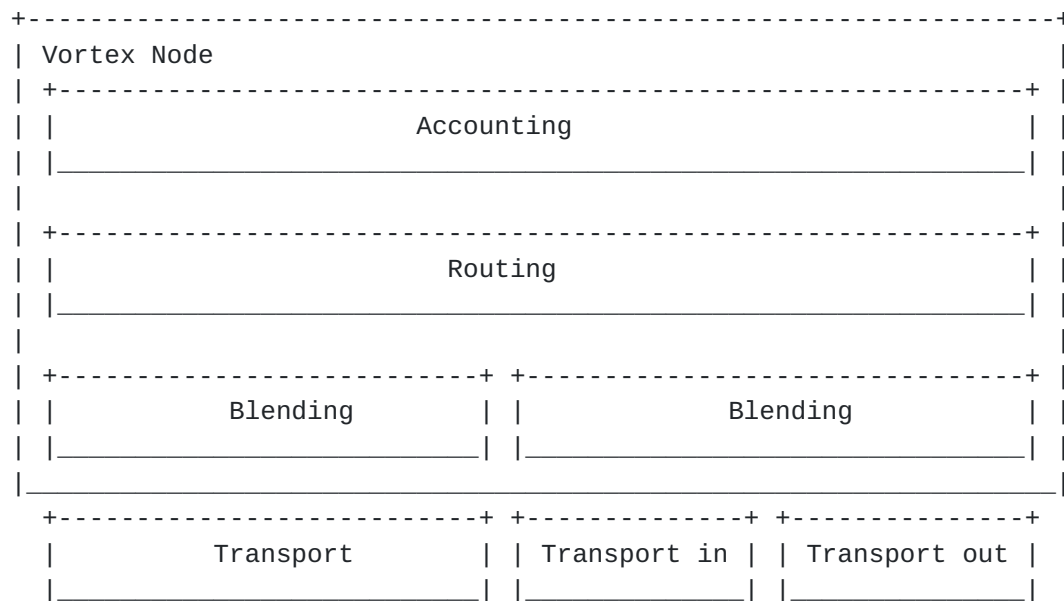 Vortex Node
Accounting
Routing
Blending Blending
Transport Transport in Transport out